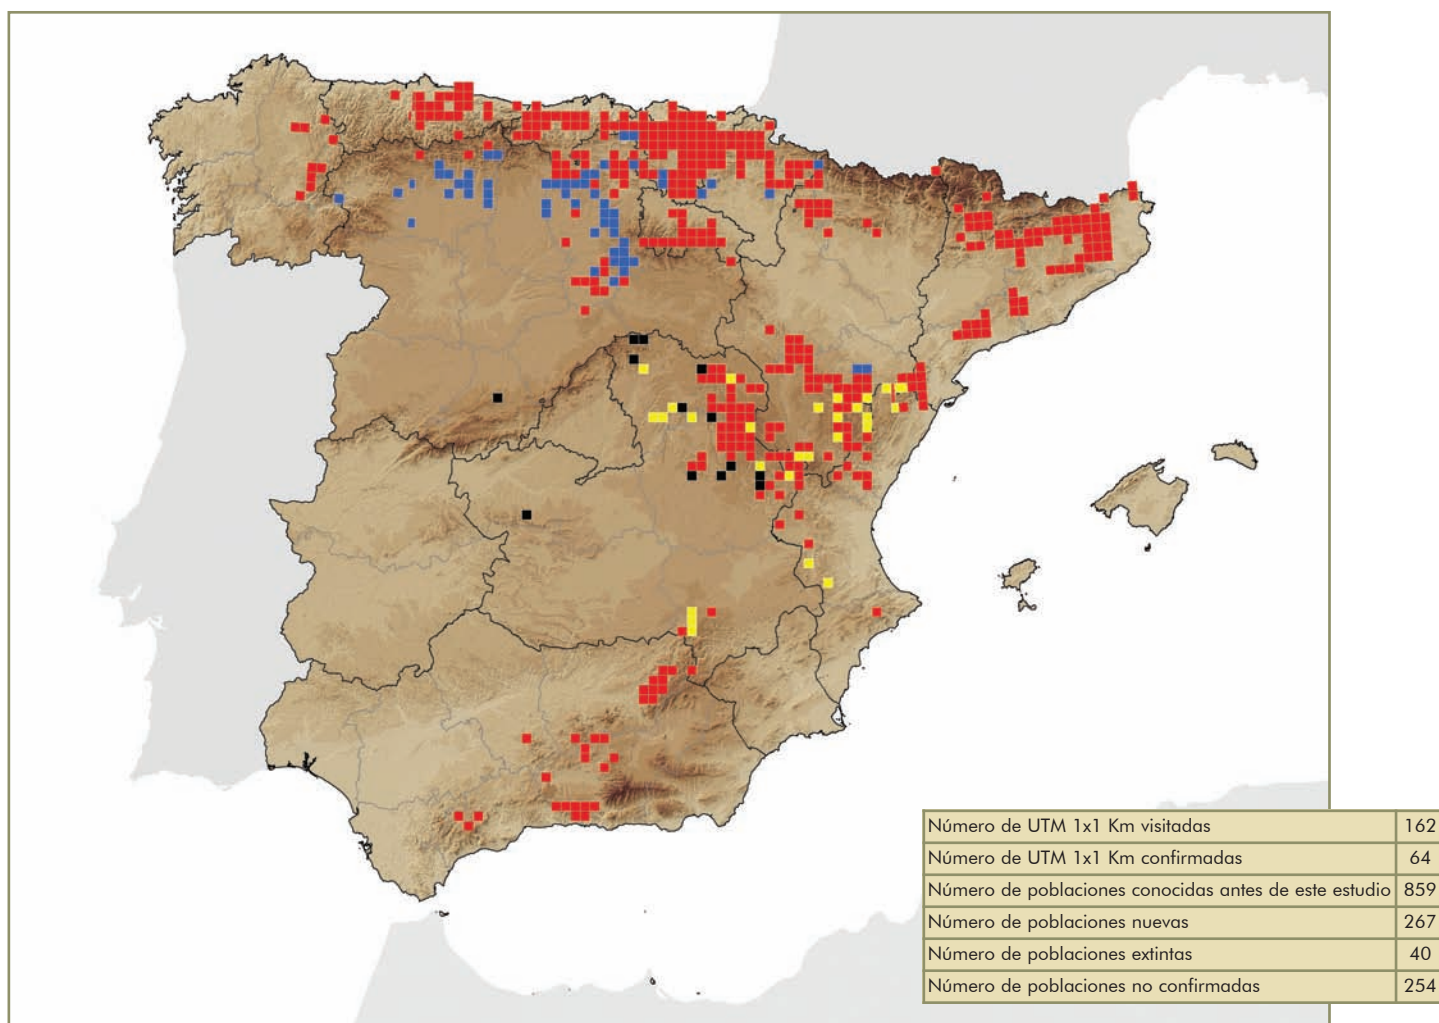 Número de UTM 1x1 Km visitadas 162
Número de UTM 1x1 Km confirmadas 64
Número de poblaciones conocidas antes de este estudio 859
Número de poblaciones nuevas 267
Número de poblaciones extintas 40
Número de poblaciones no confirmadas 254